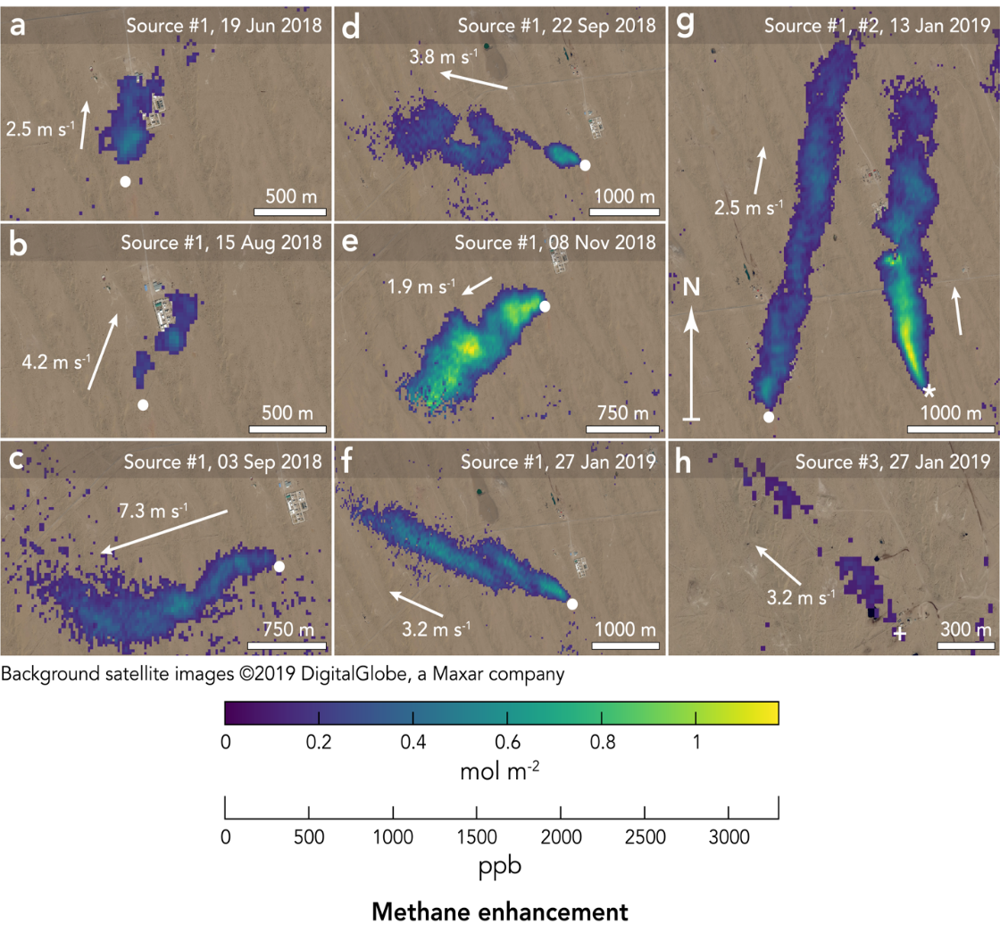 a
Source #1, 19 Jun 2018
2.5 m s-1
500 m
b
Source #1, 15 Aug 2018
4.2 m s-1
500 m
c
Source #1, 03 Sep 2018
7.3 m s-1
750 m
d
Source #1, 22 Sep 2018
3.8 m s-1
1000 m
e
Source #1, 08 Nov 2018
1.9 m s-1
750 m
f
Source #1, 27 Jan 2019
3.2 m s-1
1000 m
g
Source #1, #2, 13 Jan 2019
2.5 m s-1
N
*
1000 m
h
Source #3, 27 Jan 2019
3.2 m s-1
+
300 m
Background satellite images ©2019 DigitalGlobe, a Maxar company
0 0.2 0.4 0.6 0.8 1
mol m-2
0 500 1000 1500 2000 2500 3000
ppb
Methane enhancement